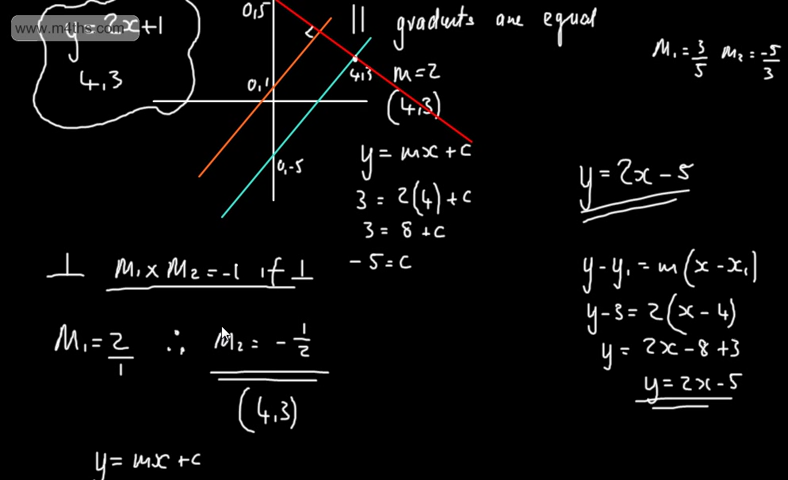 www.m4ths.com
y = 2x+1
4,3
0,5
0,1
4,3
0,-5
|| gradients are equal
m=2
(4,3)
y = mx + c
3 = 2(4) + c
3 = 8 + c
-5 = c
M₁ = 3/5 M₂ = -5/3
y = 2x - 5
y - y₁ = m(x - x₁)
y - 3 = 2(x - 4)
y = 2x - 8 + 3
y = 2x - 5
⊥ M₁ x M₂ = -1 if ⊥
M₁ = 2/1 ∴ M₂ = -1/2
(4,3)
y = mx + c